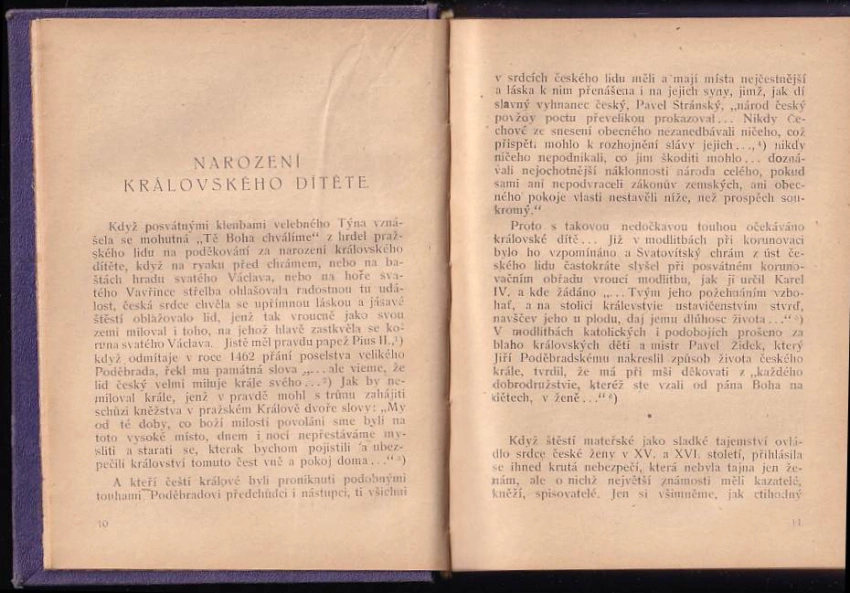 NAROZENÍ
KRÁLOVSKÉHO DÍTĚTE
Když posvátnými klenbami velebného Týna vzná-
šela se mohutná „Tě Boha chválíme“ z hrdel praž-
ského lidu na poděkování za narození královského
dítěte, když na rynku před chrámem, nebo na ba-
štách hradu svatého Václava, nebo na hoře sva-
tého Vavřince střelba ohlašovala radostnou tu udá-
lost, česká srdce chvěla se upřímnou láskou a jásavé
štěstí oblažovalo lid, jenž tak vroucně jako svou
zemi miloval i toho, na jehož hlavě zastkvěla se ko-
runa svatého Václava. Jistě měl pravdu papež Pius II.,¹)
když odmítaje v roce 1462 přání poselstva velikého
Poděbrada, řekl mu památná slova „... ale vieme, že
lid český velmi miluje krále svého...²) Jak by ne-
miloval krále, jenž v pravdě mohl s trůnu zahájiti
schůzi kněžstva v pražském Králově dvoře slovy: „My
od té doby, co boží milostí povoláni sme byli na
toto vysoké místo, dnem i nocí nepřestáváme my-
sliti a starati se, kterak bychom pojistili a ubez-
pečili království tomuto čest vně a pokoj doma...“³)
A kteří čeští králové byli proniknuti podobnými
touhami Poděbradovi předchůdci i nástupci, ti všichni
10
v srdcích českého lidu měli a mají místa nejčestnější
a láska k nim přenášena i na jejich syny, jimž, jak dí
slavný vyhnanec český, Pavel Stránský, „národ český
povždy poctu převelikou prokazoval... Nikdy Če-
chové ze snesení obecného nezanedbávali ničeho, což
přispěti mohlo k rozhojnění slávy jejich...,⁴) nikdy
ničeho nepodnikali, co jim škoditi mohlo... dozná-
vali nejochotnější náklonnosti národa celého, pokud
sami ani nepodvraceli zákonův zemských, ani obec-
ného pokoje vlasti nestavěli níže, než prospěch sou-
kromý.“
Proto s takovou nedočkavou touhou očekáváno
královské dítě... Již v modlitbách při korunovaci
bylo ho vzpomínáno a Svatovítský chrám z úst če-
ského lidu častokráte slyšel při posvátném koruno-
vačním obřadu vroucí modlitbu, jak jí určil Karel
IV. a kde žádáno „... Tvým jeho požehnáním vzbo-
hať, a na stolici královstvie ustavičenstvím stvrď,
navščev jeho u plodu, daj jemu dlúhosc života...“⁵)
V modlitbách katolických i podobojích prošeno za
blaho královských dětí a mistr Pavel Židek, který
Jiří Poděbradskému nakreslil způsob života českého
krále, tvrdil, že má při mši děkovati z „každého
dobrodružstvie, kteréž ste vzali od pána Boha na
dětech, v ženě...“⁶)
*
Když štěstí mateřské jako sladké tajemství ovlá-
dlo srdce české ženy v XV. a XVI. století, přihlásila
se ihned krutá nebezpečí, která nebyla tajna jen že-
nám, ale o nichž největší známosti měli kazatelé,
kněží, spisovatelé. Jen si všimněme, jak ctihodný
11